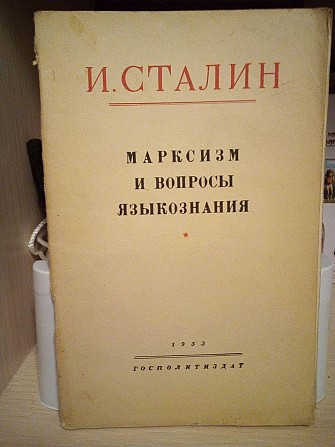 И. СТАЛИН
МАРКСИЗМ
И ВОПРОСЫ
ЯЗЫКОЗНАНИЯ
1953
ГОСПОЛИТИЗДАТ